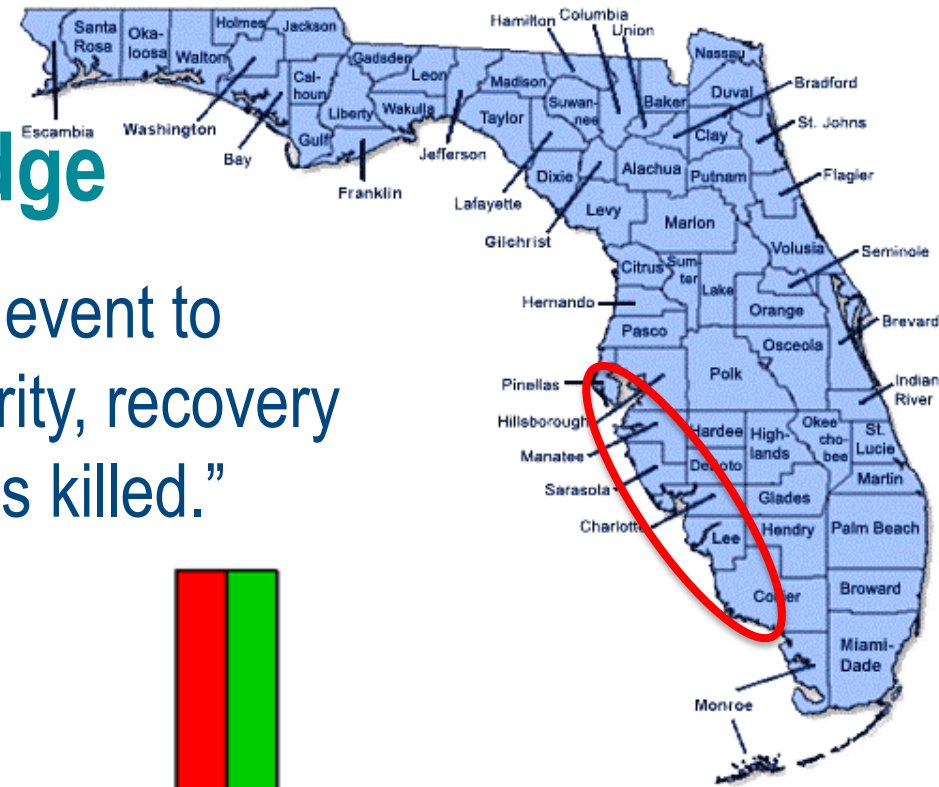 dge
event to
rity, recovery
s killed.”
Hamilton
Columbia
Union
Santa
Rosa
Oka-
loosa
Holmes
Jackson
Walton
Gadsden
Leon
Madison
Nassau
Cal-
houn
Liberty
Wakulla
Taylor
Suwan-
nee
Baker
Duval
Bradford
Clay
St. Johns
Escambia
Washington
Bay
Gulf
Franklin
Jefferson
Lafayette
Dixie
Gilchrist
Alachua
Putnam
Flagler
Levy
Marion
Volusia
Seminole
Citrus
Sum-
ter
Lake
Hernando
Orange
Brevard
Pasco
Osceola
Pinellas
Polk
Indian
River
Hillsborough
Hardee
High-
lands
Okee
cho-
bee
St.
Lucie
Manatee
DeSoto
Martin
Sarasola
Glades
Charlotte
Lee
Hendry
Palm Beach
Collier
Broward
Miami-
Dade
Monroe